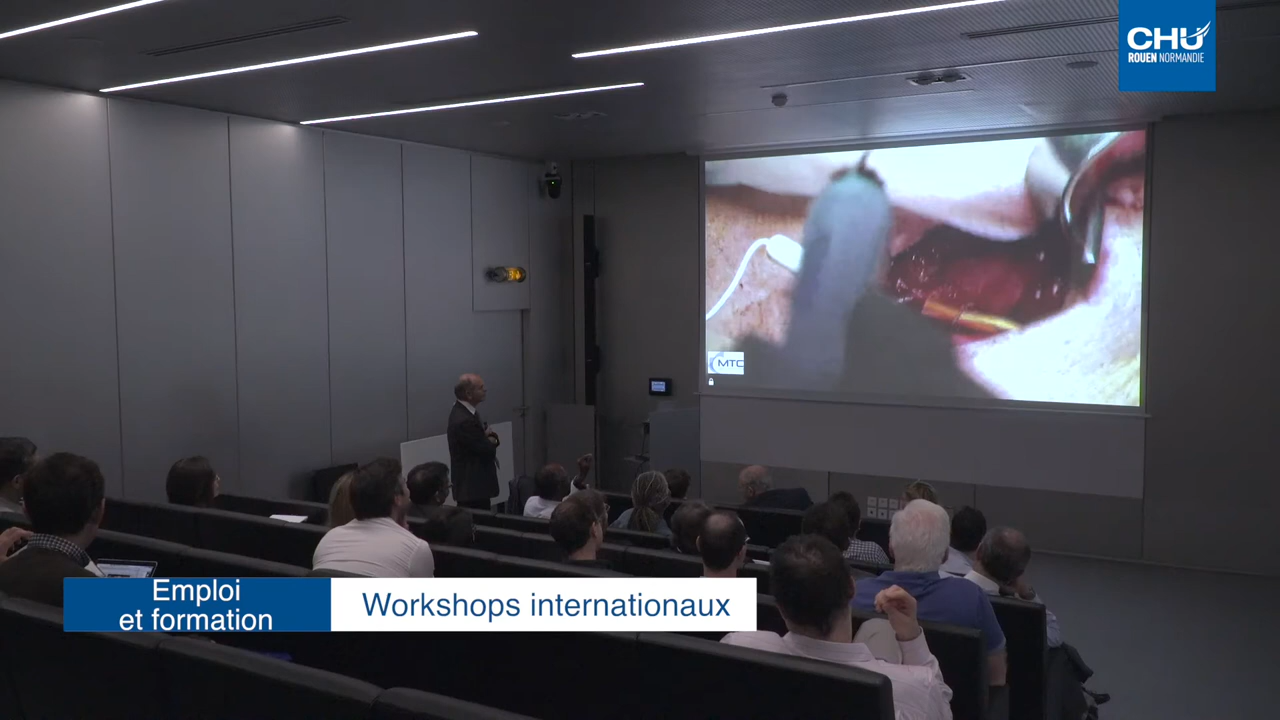 CHU
ROUEN NORMANDIE
MTC
Emploi
et formation
Workshops internationaux